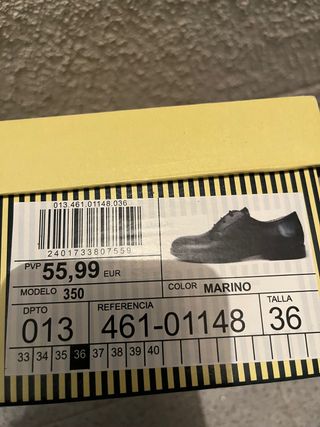 013.461.01148.036
2401733807559
PVP 55,99 EUR
MODELO 350
COLOR MARINO
DPTO REFERENCIA TALLA
013 461-01148 36
33 34 35 36 37 38 39 40